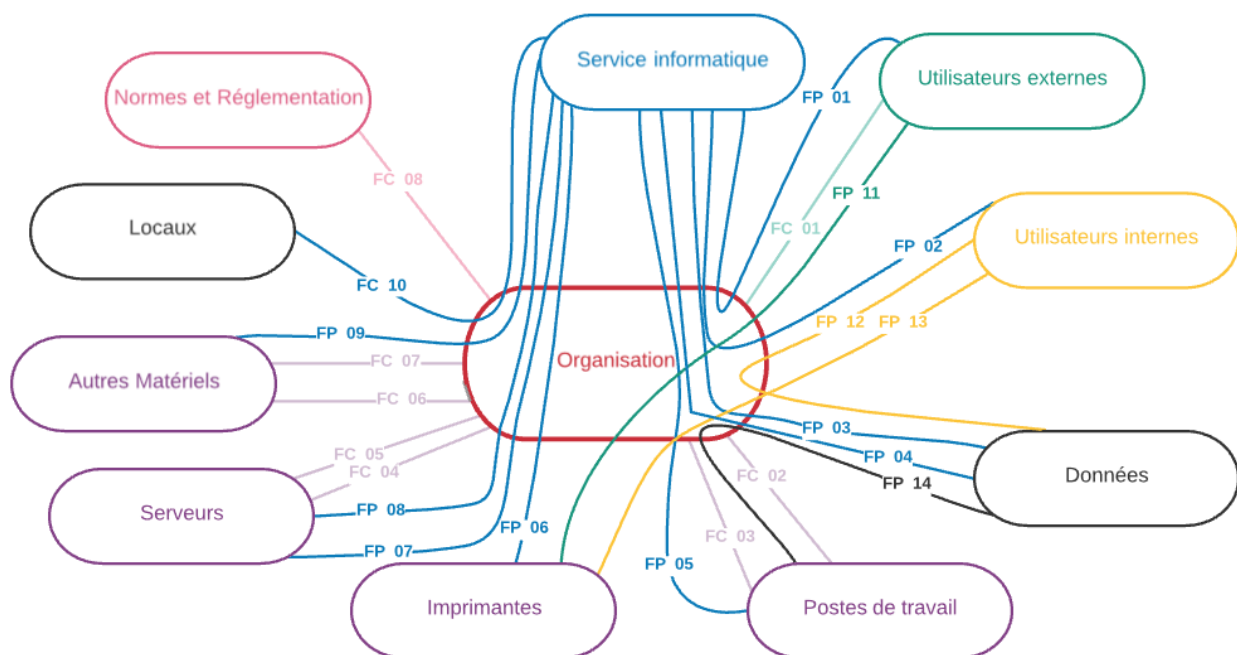 Service informatique
Utilisateurs externes
Normes et Réglementation
FP 01
FC 08
FP 11
Locaux
FC 01
Utilisateurs internes
FP 02
FC 10
FP 12
FP 13
FP 09
FC 07
Organisation
Autres Matériels
FC 06
FP 03
FC 05
FP 04
FC 04
FC 02
Données
FP 14
Serveurs
FP 08
FP 06
FC 03
FP 07
FP 05
Imprimantes
Postes de travail